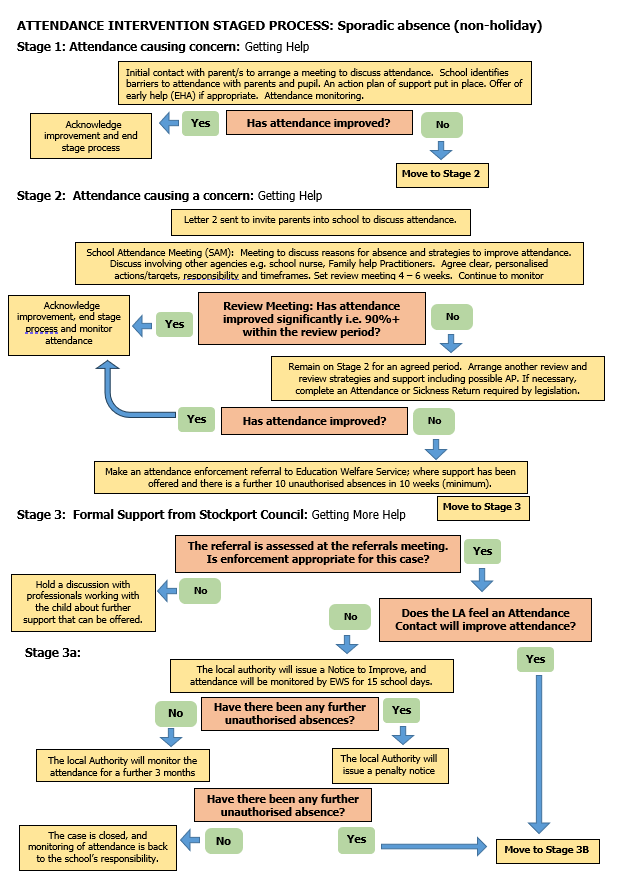 ATTENDANCE INTERVENTION STAGED PROCESS: Sporadic absence (non-holiday)
Stage 1: Attendance causing concern: Getting Help
Initial contact with parent/s to arrange a meeting to discuss attendance. School identifies
barriers to attendance with parents and pupil. An action plan of support put in place. Offer of
early help (EHA) if appropriate. Attendance monitoring.
Acknowledge
improvement and end
stage process
Yes
Has attendance improved?
No
Move to Stage 2
Stage 2: Attendance causing a concern: Getting Help
Letter 2 sent to invite parents into school to discuss attendance.
School Attendance Meeting (SAM): Meeting to discuss reasons for absence and strategies to improve attendance.
Discuss involving other agencies e.g. school nurse, Family help Practitioners. Agree clear, personalised
actions/targets, responsibility and timeframes. Set review meeting 4 – 6 weeks. Continue to monitor
Acknowledge
improvement, end stage
process and monitor
attendance
Yes
Review Meeting: Has attendance
improved significantly i.e. 90%+
within the review period?
No
Remain on Stage 2 for an agreed period. Arrange another review and
review strategies and support including possible AP. If necessary,
complete an Attendance or Sickness Return required by legislation.
Yes
Has attendance improved?
No
Make an attendance enforcement referral to Education Welfare Service; where support has been
offered and there is a further 10 unauthorised absences in 10 weeks (minimum).
Move to Stage 3
Stage 3: Formal Support from Stockport Council: Getting More Help
The referral is assessed at the referrals meeting.
Is enforcement appropriate for this case?
Yes
Hold a discussion with
professionals working with
the child about further
support that can be offered.
No
No
Does the LA feel an Attendance
Contact will improve attendance?
Stage 3a:
Yes
The local authority will issue a Notice to Improve, and
attendance will be monitored by EWS for 15 school days.
No
Have there been any further
unauthorised absences?
Yes
The local Authority will monitor the
attendance for a further 3 months
The local Authority will
issue a penalty notice
Have there been any further
unauthorised absence?
The case is closed, and
monitoring of attendance is back
to the school's responsibility.
No
Yes
Move to Stage 3B